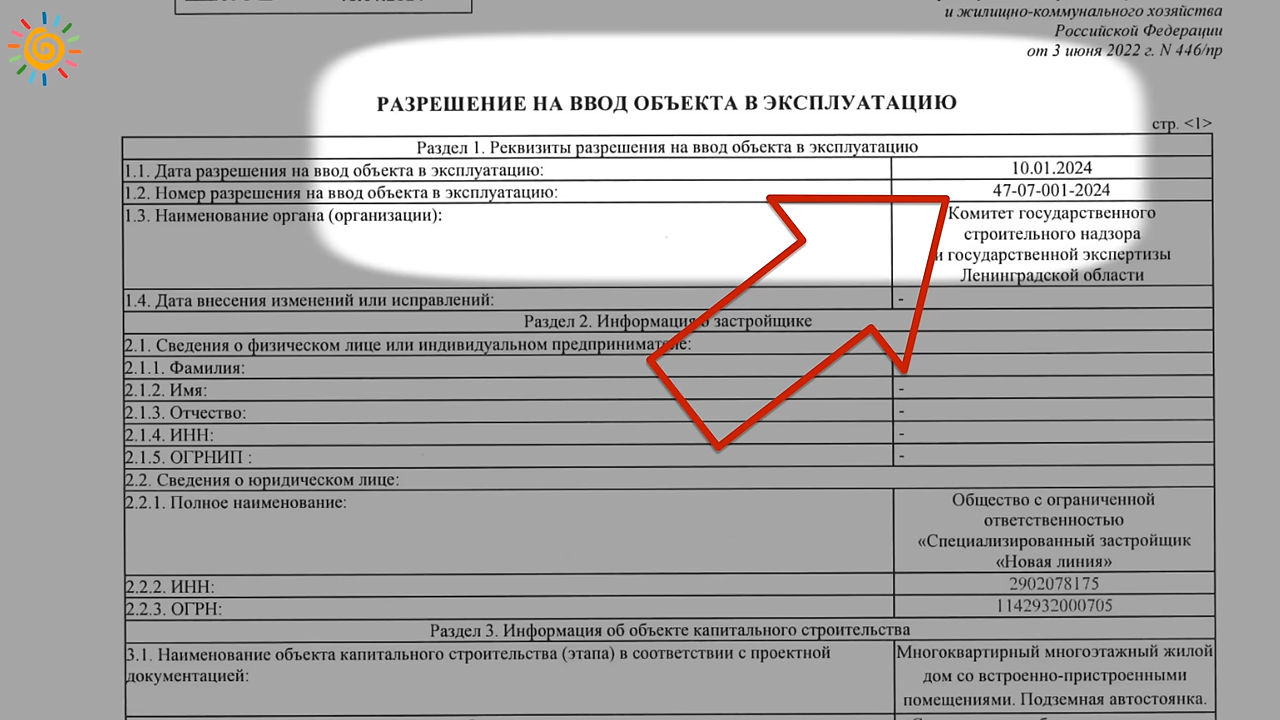 и жилищно-коммунального хозяйства
Российской Федерации
от 3 июня 2022 г. N 446/пр
РАЗРЕШЕНИЕ НА ВВОД ОБЪЕКТА В ЭКСПЛУАТАЦИЮ
стр. <1>
Раздел 1. Реквизиты разрешения на ввод объекта в эксплуатацию
1.1. Дата разрешения на ввод объекта в эксплуатацию: 10.01.2024
1.2. Номер разрешения на ввод объекта в эксплуатацию: 47-07-001-2024
1.3. Наименование органа (организации): Комитет государственного
строительного надзора
и государственной экспертизы
Ленинградской области
1.4. Дата внесения изменений или исправлений: -
Раздел 2. Информация о застройщике
2.1. Сведения о физическом лице или индивидуальном предпринимателе:
2.1.1. Фамилия:
2.1.2. Имя: -
2.1.3. Отчество: -
2.1.4. ИНН: -
2.1.5. ОГРНИП : -
2.2. Сведения о юридическом лице:
2.2.1. Полное наименование: Общество с ограниченной
ответственностью
«Специализированный застройщик
«Новая линия»
2.2.2. ИНН: 2902078175
2.2.3. ОГРН: 1142932000705
Раздел 3. Информация об объекте капитального строительства
3.1. Наименование объекта капитального строительства (этапа) в соответствии с проектной
документацией:
Многоквартирный многоэтажный жилой
дом со встроенно-пристроенными
помещениями. Подземная автостоянка.